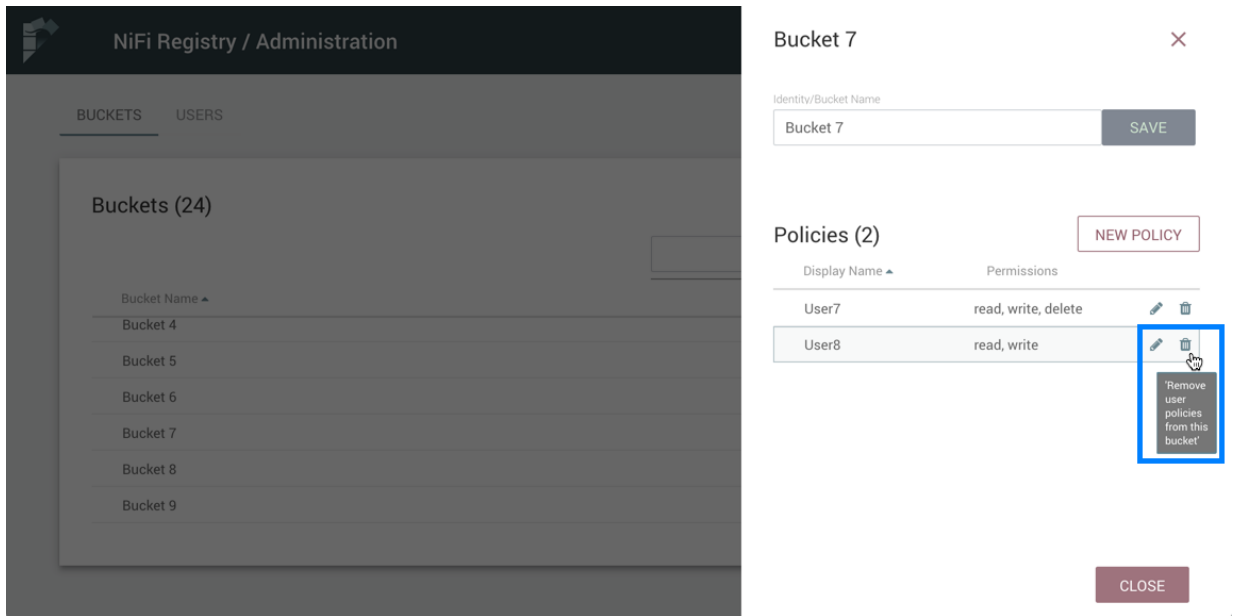 NiFi Registry / Administration
BUCKETS USERS
Buckets (24)
Bucket Name
Bucket 4
Bucket 5
Bucket 6
Bucket 7
Bucket 8
Bucket 9
Bucket 7
Identity/Bucket Name
Bucket 7 SAVE
Policies (2) NEW POLICY
Display Name Permissions
User7 read, write, delete
User8 read, write
'Remove
user
policies
from this
bucket'
CLOSE